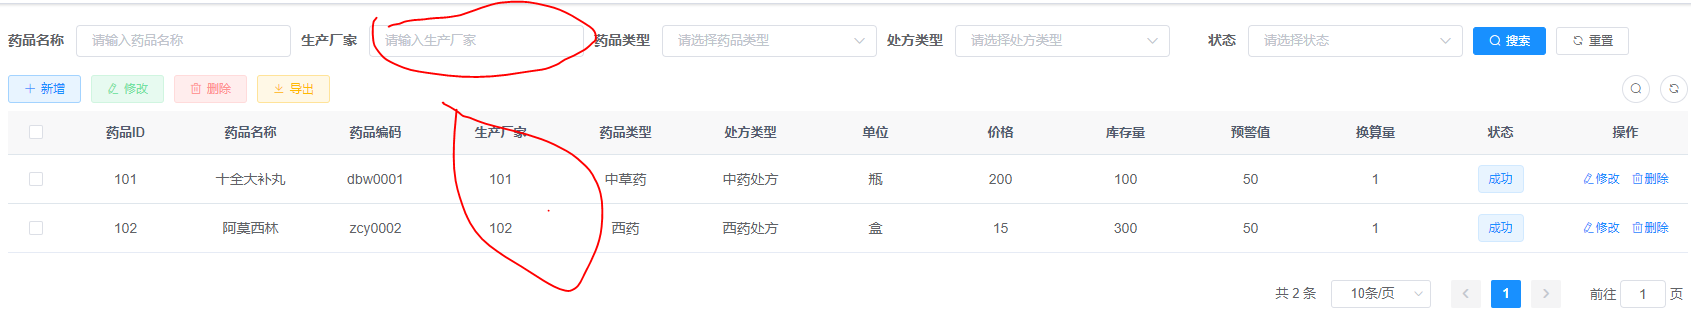 药品名称 请输入药品名称 生产厂家 请输入生产厂家 药品类型 请选择药品类型 处方类型 请选择处方类型 状态 请选择状态 搜索 重置
新增 修改 删除 导出
药品ID 药品名称 药品编码 生产厂家 药品类型 处方类型 单位 价格 库存量 预警值 换算量 状态 操作
101 十全大补丸 dbw0001 101 中草药 中药处方 瓶 200 100 50 1 成功 修改 删除
102 阿莫西林 zcy0002 102 西药 西药处方 盒 15 300 50 1 成功 修改 删除
共 2 条 10条/页 1 前往 1 页